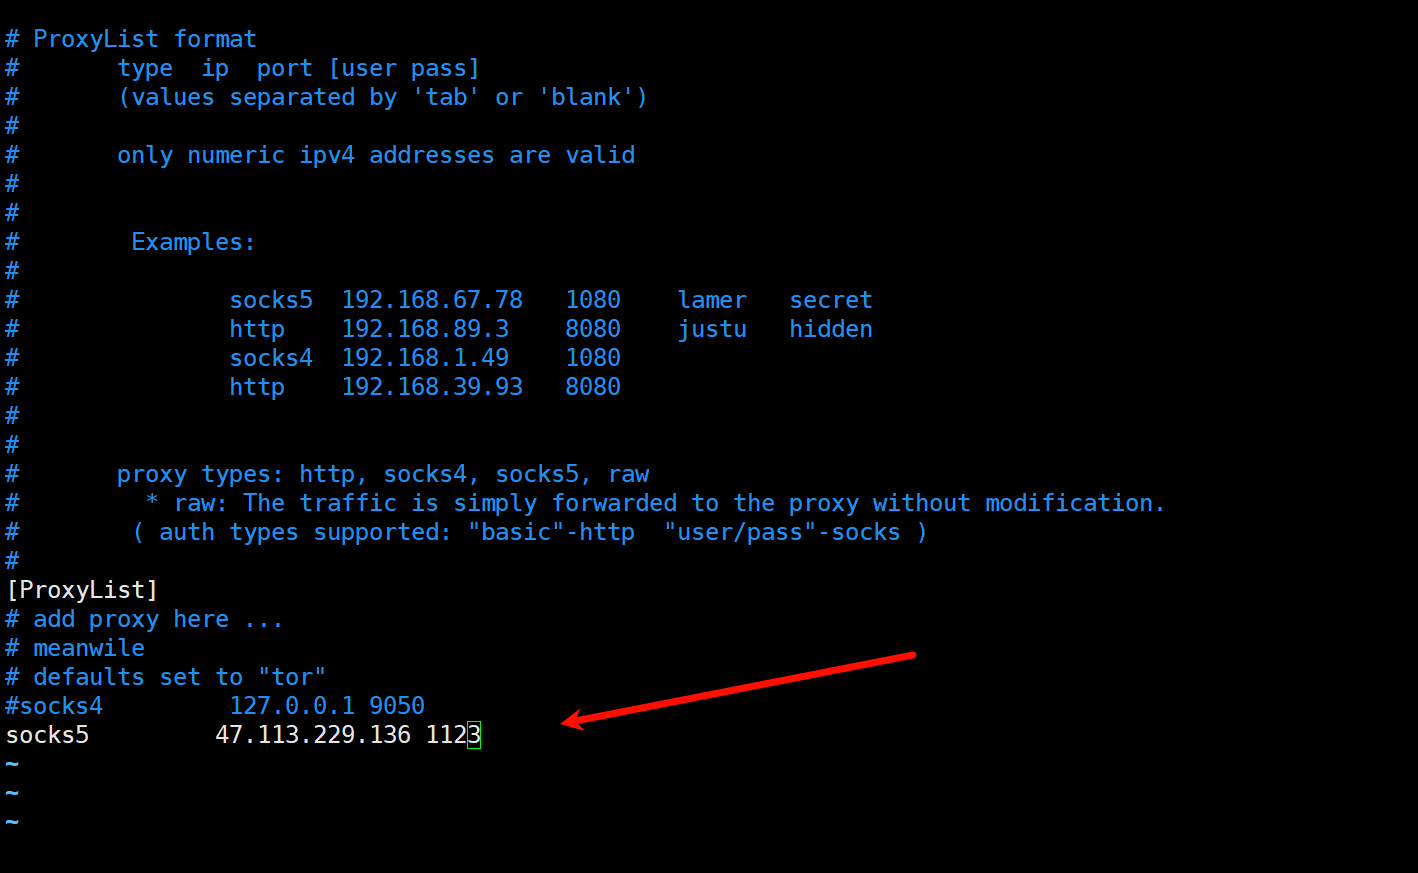 # ProxyList format
#       type  ip  port [user pass]
#       (values separated by 'tab' or 'blank')
#
#       only numeric ipv4 addresses are valid
#
#
#        Examples:
#
#               socks5  192.168.67.78   1080    lamer   secret
#               http    192.168.89.3    8080    justu   hidden
#               socks4  192.168.1.49    1080
#               http    192.168.39.93   8080
#
#
#       proxy types: http, socks4, socks5, raw
#         * raw: The traffic is simply forwarded to the proxy without modification.
#        ( auth types supported: "basic"-http  "user/pass"-socks )
#
[ProxyList]
# add proxy here ...
# meanwile
# defaults set to "tor"
#socks4         127.0.0.1 9050
socks5         47.113.229.136 1123
~
~
~